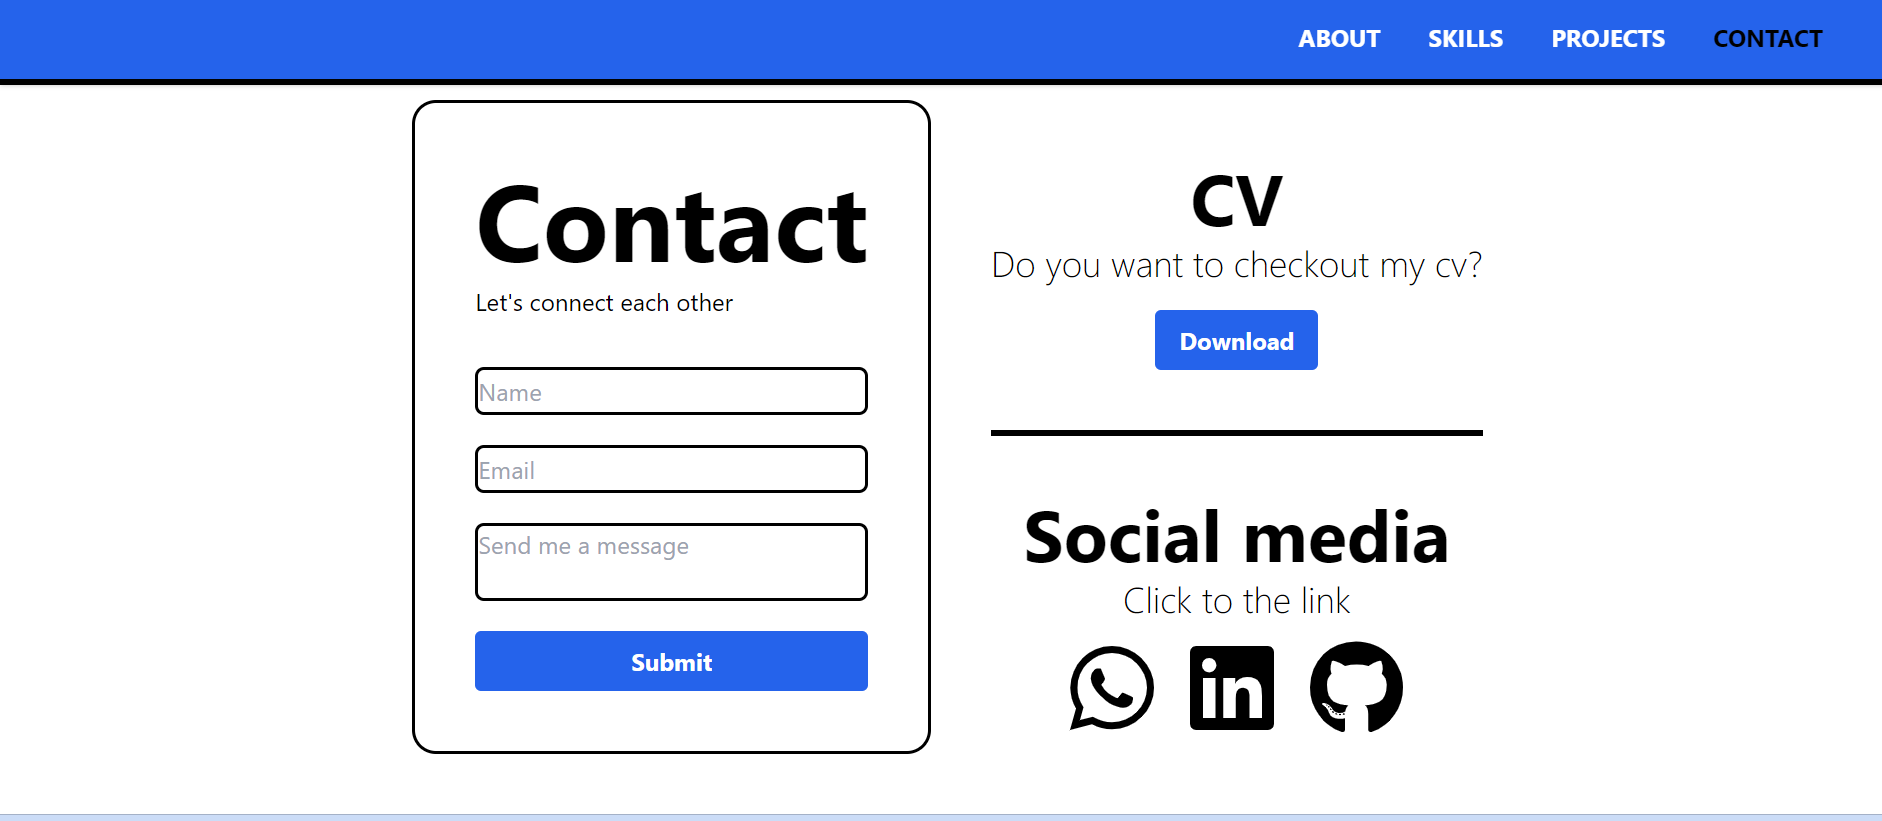 ABOUT SKILLS PROJECTS CONTACT
Contact
Let's connect each other
Name
Email
Send me a message
Submit
CV
Do you want to checkout my cv?
Download
Social media
Click to the link
in